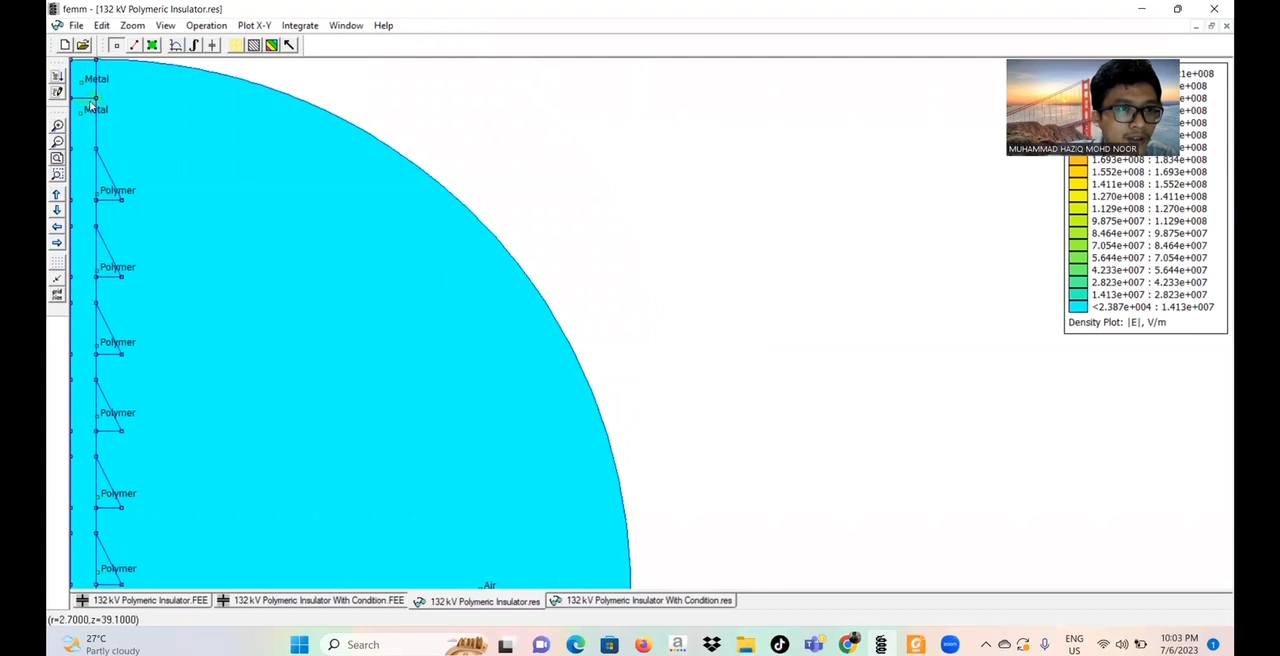 femm - [132 kV Polymeric Insulator.res]
File Edit Zoom View Operation Plot X-Y Integrate Window Help
Metal
Metal
Polymer
Polymer
Polymer
Polymer
Polymer
Polymer
Air
MUHAMMAD HAZIQ MOHD NOOR
1e+008
e+008
e+008
e+008
e+008
e+008
e+008
1.693e+008 : 1.834e+008
1.552e+008 : 1.693e+008
1.411e+008 : 1.552e+008
1.270e+008 : 1.411e+008
1.129e+008 : 1.270e+008
9.875e+007 : 1.129e+008
8.464e+007 : 9.875e+007
7.054e+007 : 8.464e+007
5.644e+007 : 7.054e+007
4.233e+007 : 5.644e+007
2.823e+007 : 4.233e+007
1.413e+007 : 2.823e+007
<2.387e+004 : 1.413e+007
Density Plot: |E|, V/m
grid size
132 kV Polymeric Insulator.FEE 132 kV Polymeric Insulator With Condition.FEE 132 kV Polymeric Insulator.res 132 kV Polymeric Insulator With Condition.res
(r=2.7000,z=39.1000)
27°C
Partly cloudy
Search
zoom
ENG
US
10:03 PM
7/6/2023
1